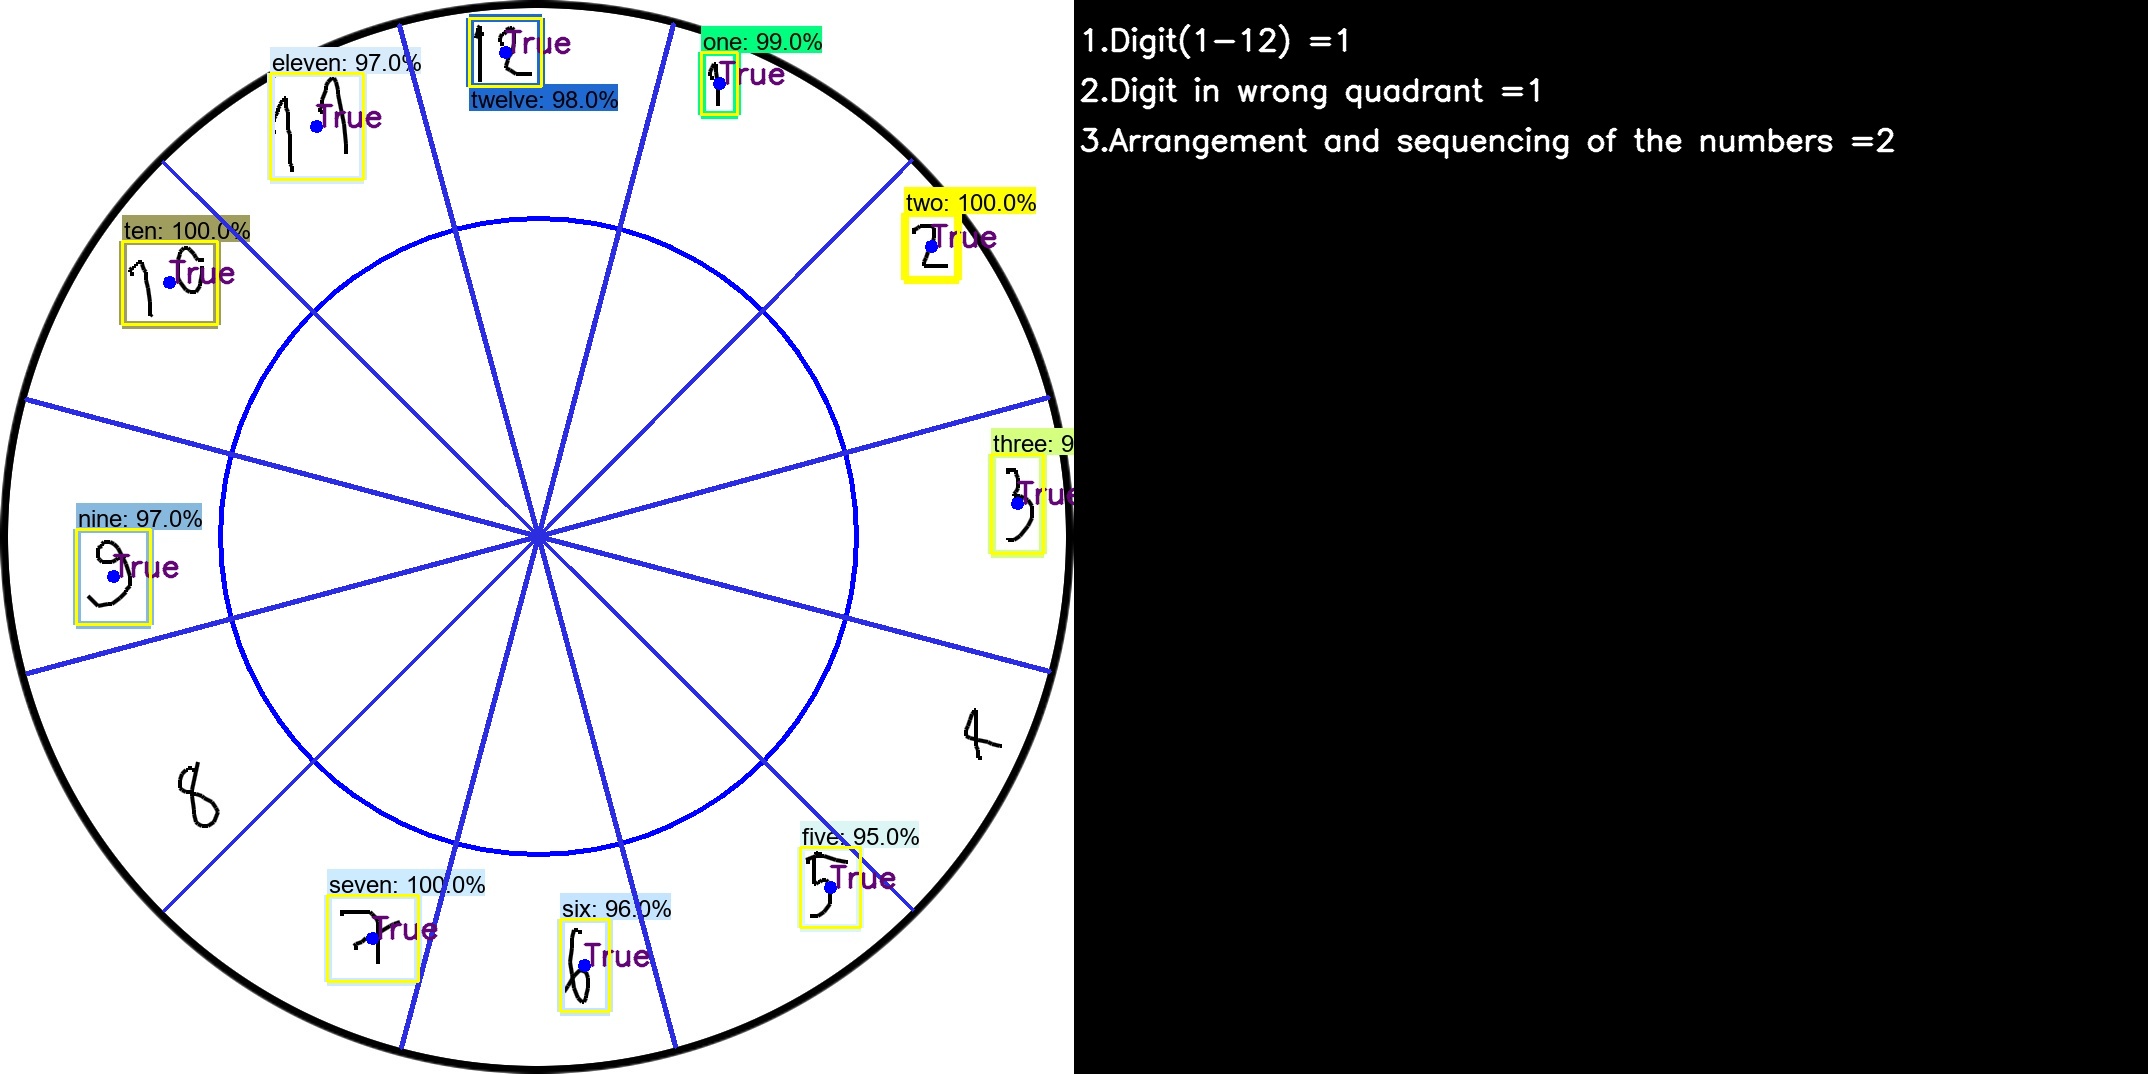 twelve: 98.0%
12
True
one: 99.0%
1
True
eleven: 97.0%
11
True
two: 100.0%
2
True
ten: 100.0%
10
True
three: 9
3
True
nine: 97.0%
9
True
4
8
five: 95.0%
5
True
seven: 100.0%
7
True
six: 96.0%
6
True
1.Digit(1-12) =1
2.Digit in wrong quadrant =1
3.Arrangement and sequencing of the numbers =2